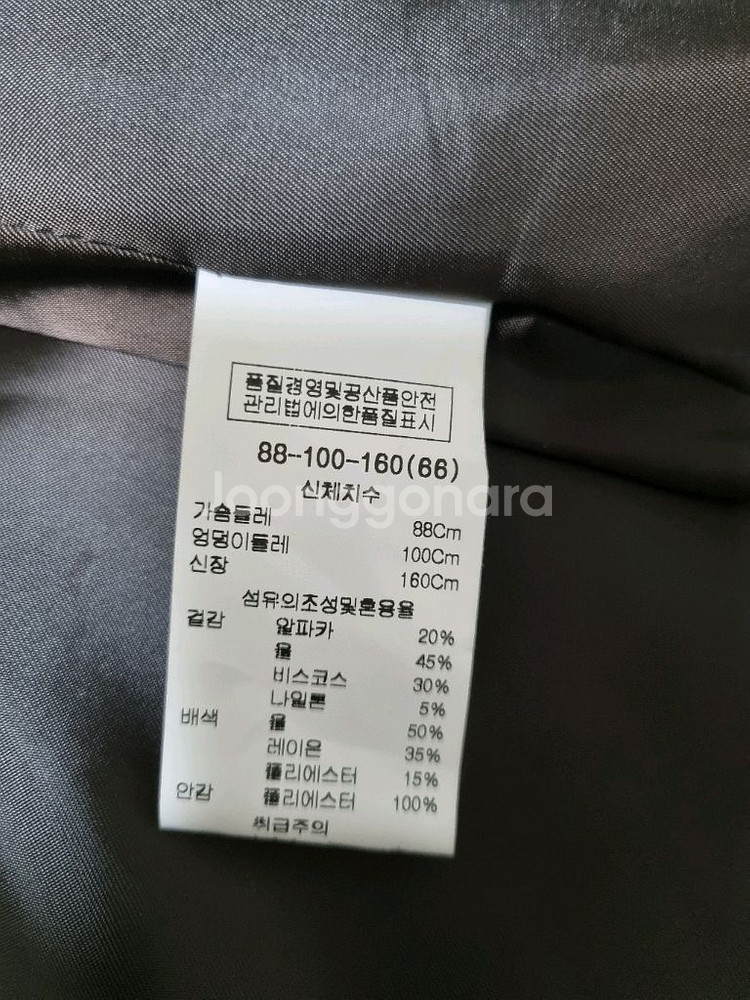 품질경영및공산품안전
관리법에의한품질표시
88-100-160(66)
신체치수
가슴둘레 88Cm
엉덩이둘레 100Cm
신장 160Cm
섬유의조성및혼용율
겉감 알파카 20%
울 45%
비스코스 30%
나일론 5%
배색 울 50%
레이온 35%
폴리에스터 15%
안감 폴리에스터 100%
취급주의
joonggonara